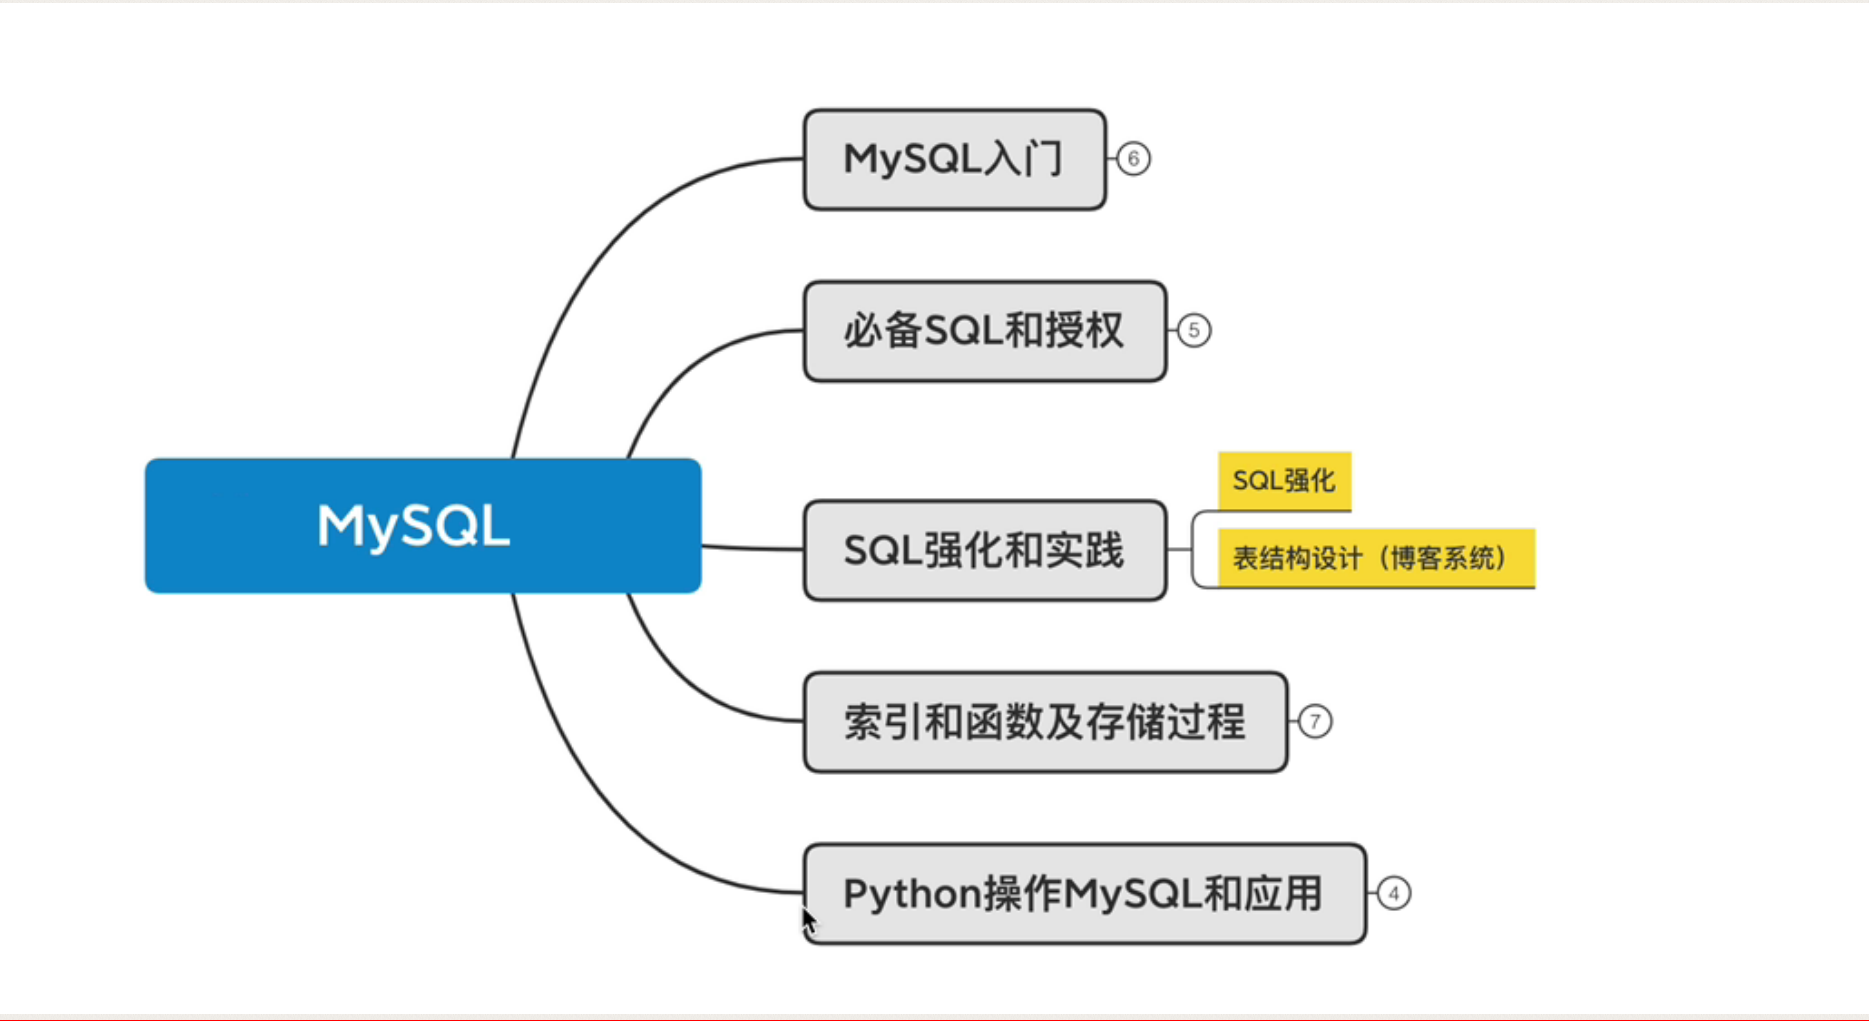 MySQL
MySQL入门
6
必备SQL和授权
5
SQL强化和实践
SQL强化
表结构设计（博客系统）
索引和函数及存储过程
7
Python操作MySQL和应用
4